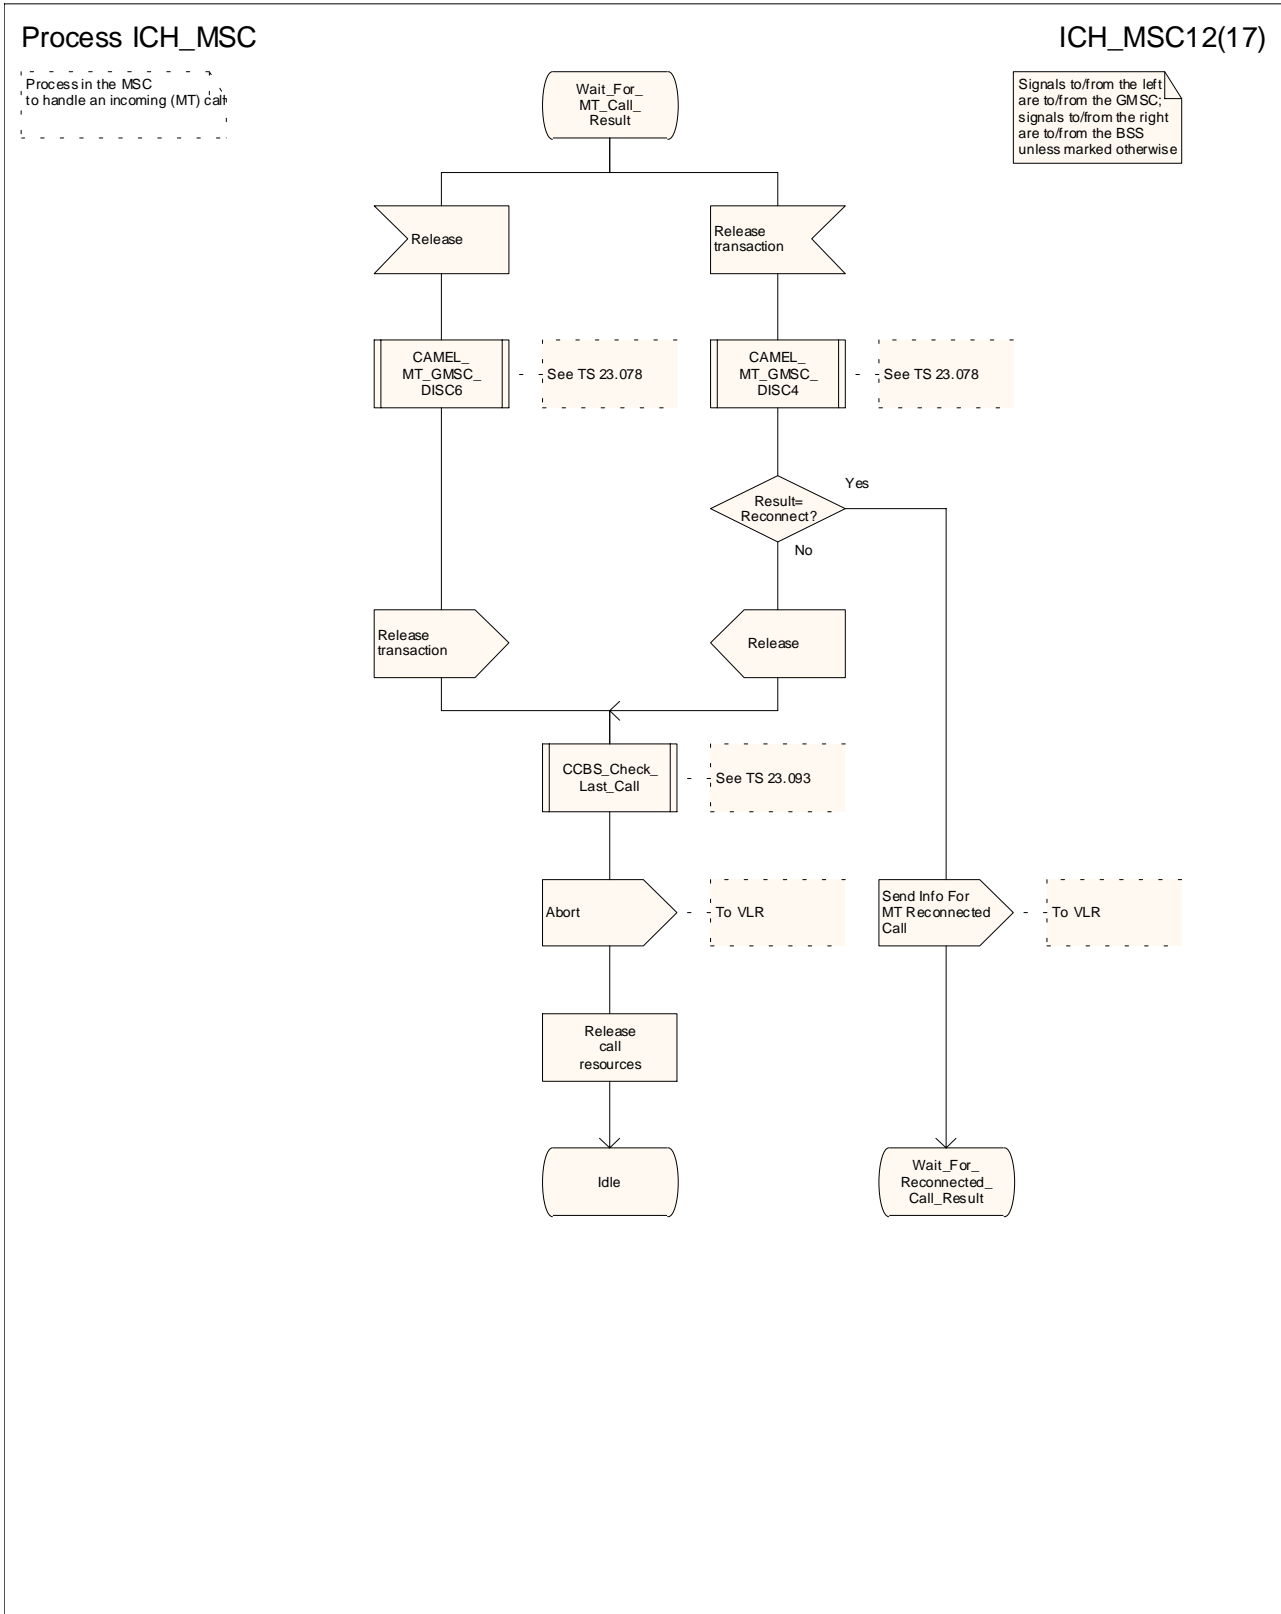 Process ICH_MSC
ICH_MSC12(17)
Process in the MSC
to handle an incoming (MT) call
Signals to/from the left
are to/from the GMSC;
signals to/from the right
are to/from the BSS
unless marked otherwise
Wait_For_
MT_Call_
Result
Release
Release
transaction
CAMEL_
MT_GMSC_
DISC6
See TS 23.078
CAMEL_
MT_GMSC_
DISC4
See TS 23.078
Result=
Reconnect?
Yes
No
Release
transaction
Release
CCBS_Check_
Last_Call
See TS 23.093
Abort
To VLR
Send Info For
MT Reconnected
Call
To VLR
Release
call
resources
Idle
Wait_For_
Reconnected_
Call_Result